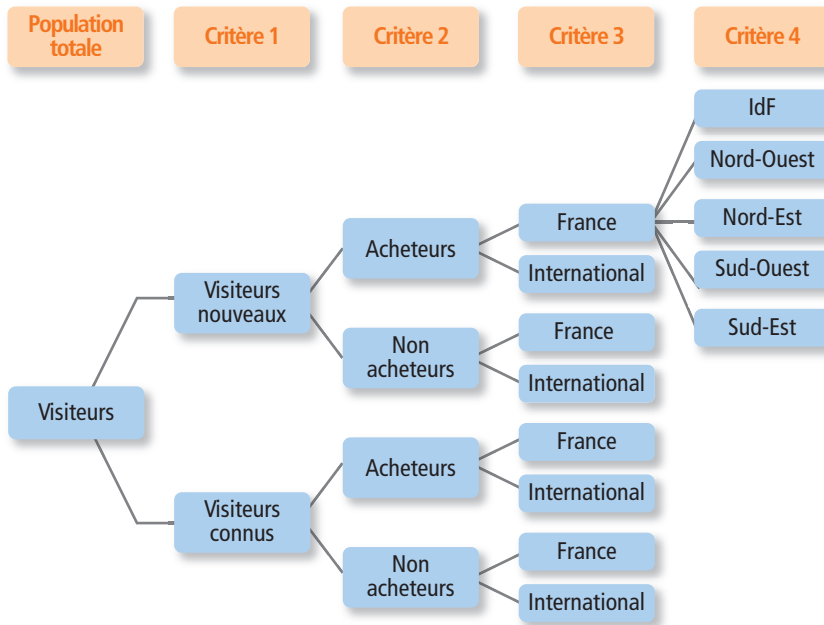 Population
totale
Critère 1
Critère 2
Critère 3
Critère 4
Visiteurs
Visiteurs
nouveaux
Visiteurs
connus
Acheteurs
Non
acheteurs
Acheteurs
Non
acheteurs
France
International
France
International
France
International
France
International
IdF
Nord-Ouest
Nord-Est
Sud-Ouest
Sud-Est